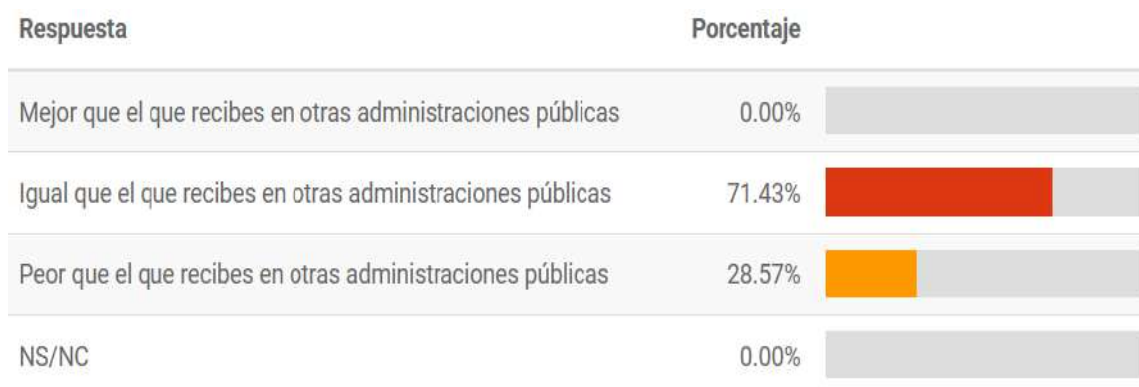 Respuesta Porcentaje
Mejor que el que recibes en otras administraciones públicas 0.00%
Igual que el que recibes en otras administraciones públicas 71.43%
Peor que el que recibes en otras administraciones públicas 28.57%
NS/NC 0.00%